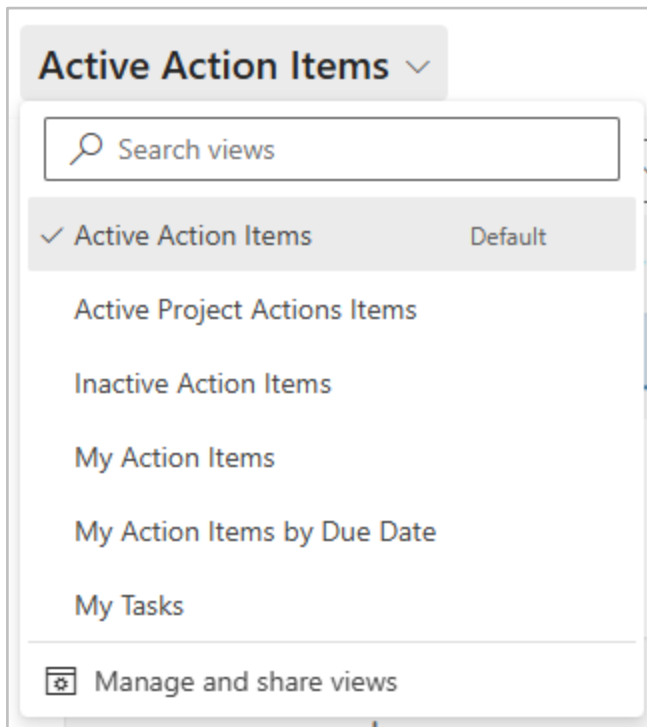 Active Action Items
Search views
Active Action Items Default
Active Project Actions Items
Inactive Action Items
My Action Items
My Action Items by Due Date
My Tasks
Manage and share views